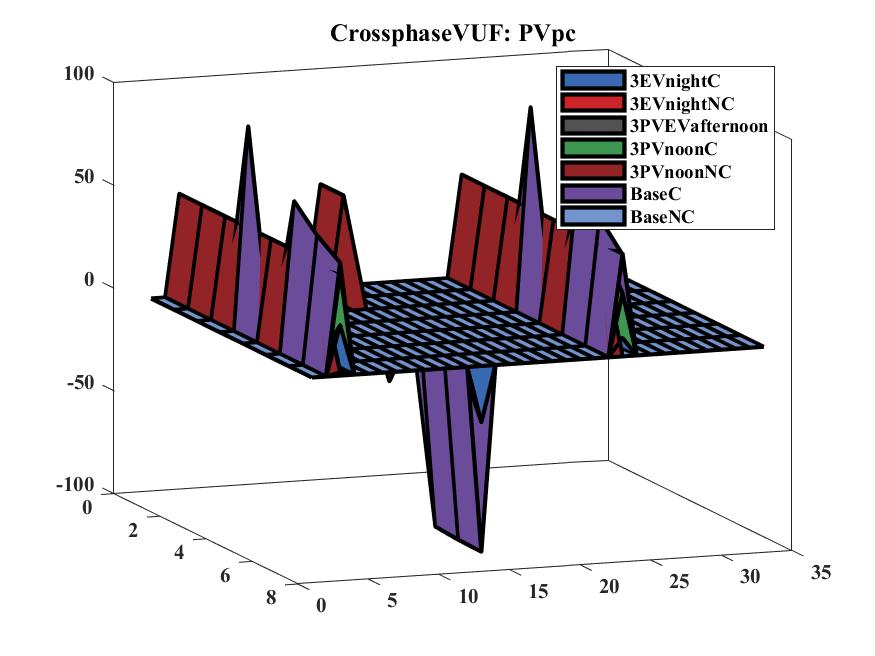 CrossphaseVUF: PVpc
100
50
0
-50
-100
3EVnightC
3EVnightNC
3PVEVafternoon
3PVnoonC
3PVnoonNC
BaseC
BaseNC
0
2
4
6
8
0
5
10
15
20
25
30
35